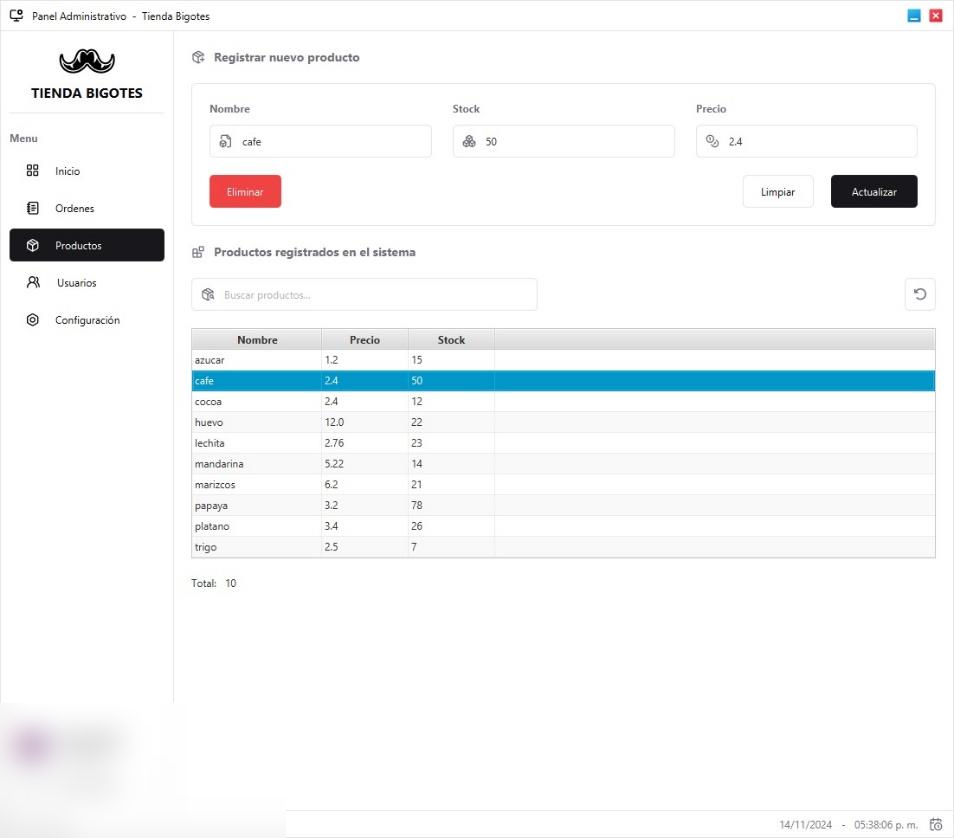 Panel Administrativo - Tienda Bigotes
TIENDA BIGOTES
Menu
Inicio
Ordenes
Productos
Usuarios
Configuración
Registrar nuevo producto
Nombre Stock Precio
cafe 50 2.4
Eliminar Limpiar Actualizar
Productos registrados en el sistema
Buscar productos...
Nombre Precio Stock
azucar 1.2 15
cafe 2.4 50
cocoa 2.4 12
huevo 12.0 22
lechita 2.76 23
mandarina 5.22 14
marizcos 6.2 21
papaya 3.2 78
platano 3.4 26
trigo 2.5 7
Total: 10
14/11/2024 - 05:38:06 p. m.